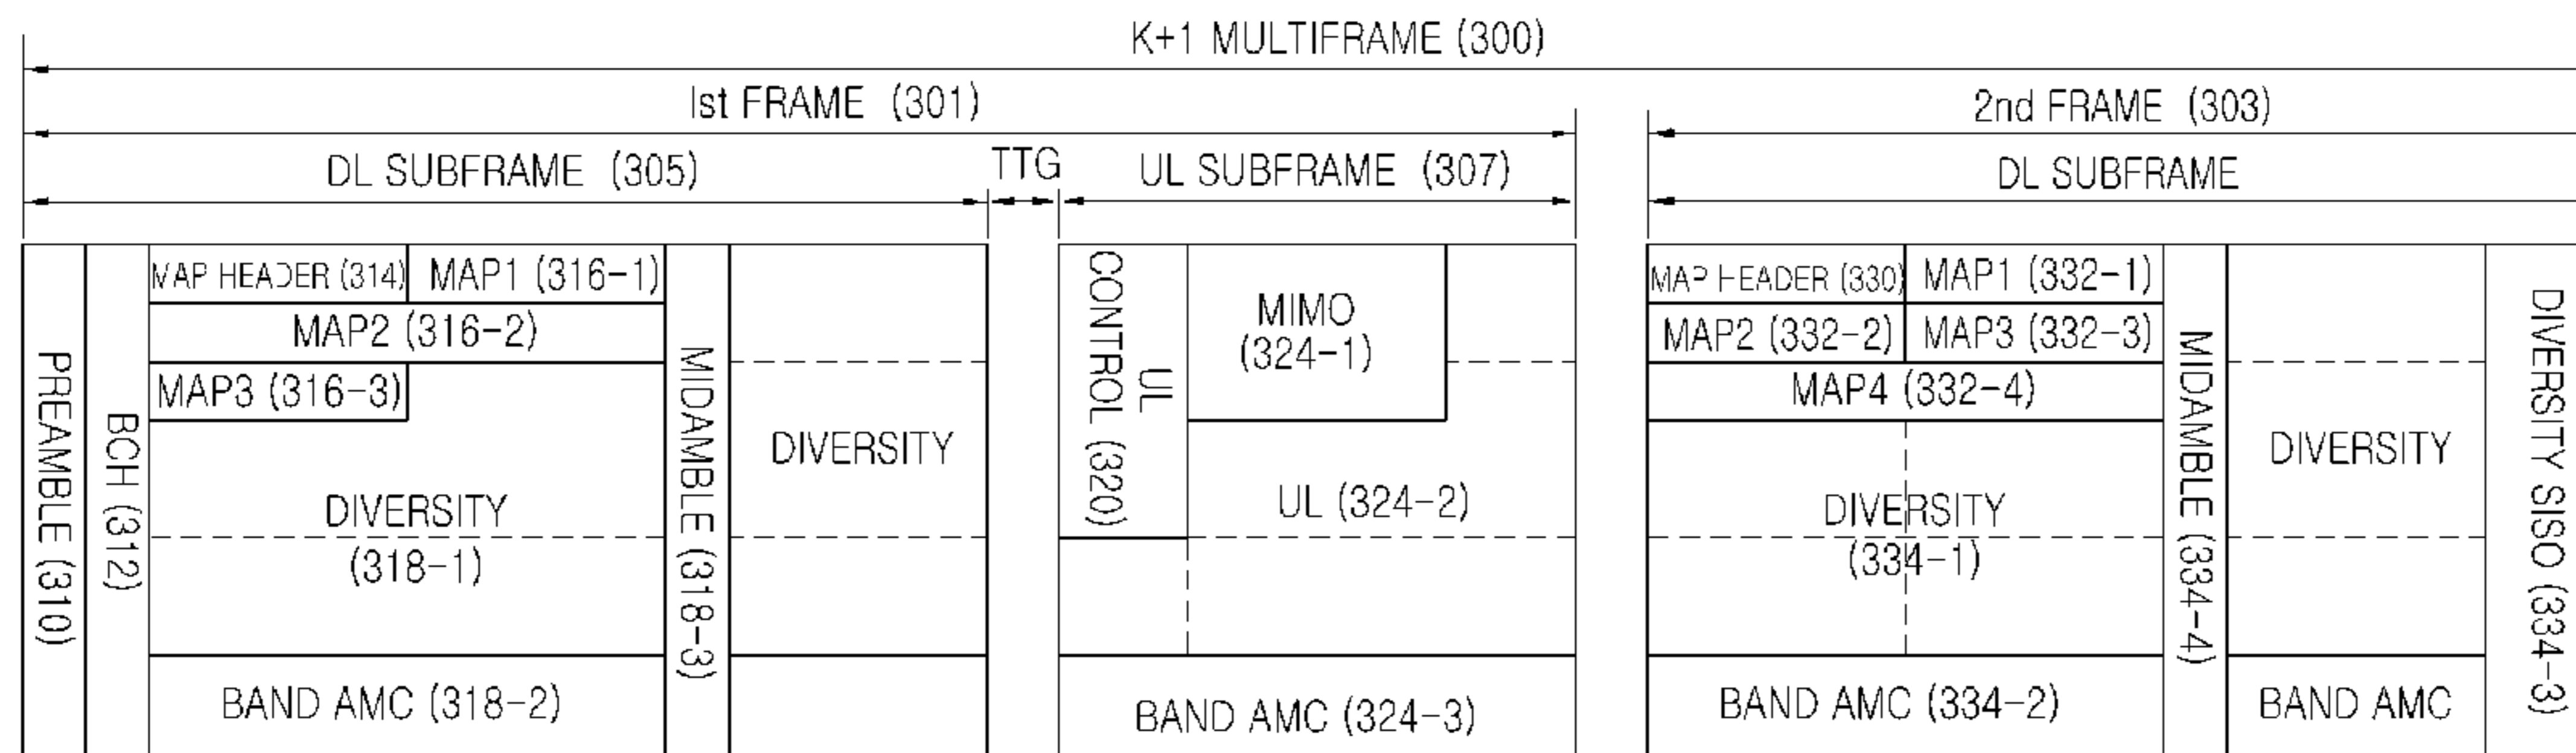 K+1 MULTIFRAME (300)
Ist FRAME (301)
2nd FRAME (303)
DL SUBFRAME (305)
TTG
UL SUBFRAME (307)
DL SUBFRAME
PREAMBLE (310)
BCH (312)
MAP HEADER (314)
MAP1 (316-1)
MAP2 (316-2)
MAP3 (316-3)
DIVERSITY
(318-1)
BAND AMC (318-2)
MIDAMBLE (318-3)
DIVERSITY
UL
CONTROL (320)
MIMO
(324-1)
UL (324-2)
BAND AMC (324-3)
MAP HEADER (330)
MAP1 (332-1)
MAP2 (332-2)
MAP3 (332-3)
MAP4 (332-4)
DIVERSITY
(334-1)
BAND AMC (334-2)
MIDAMBLE (334-4)
DIVERSITY
BAND AMC
DIVERSITY SISO (334-3)